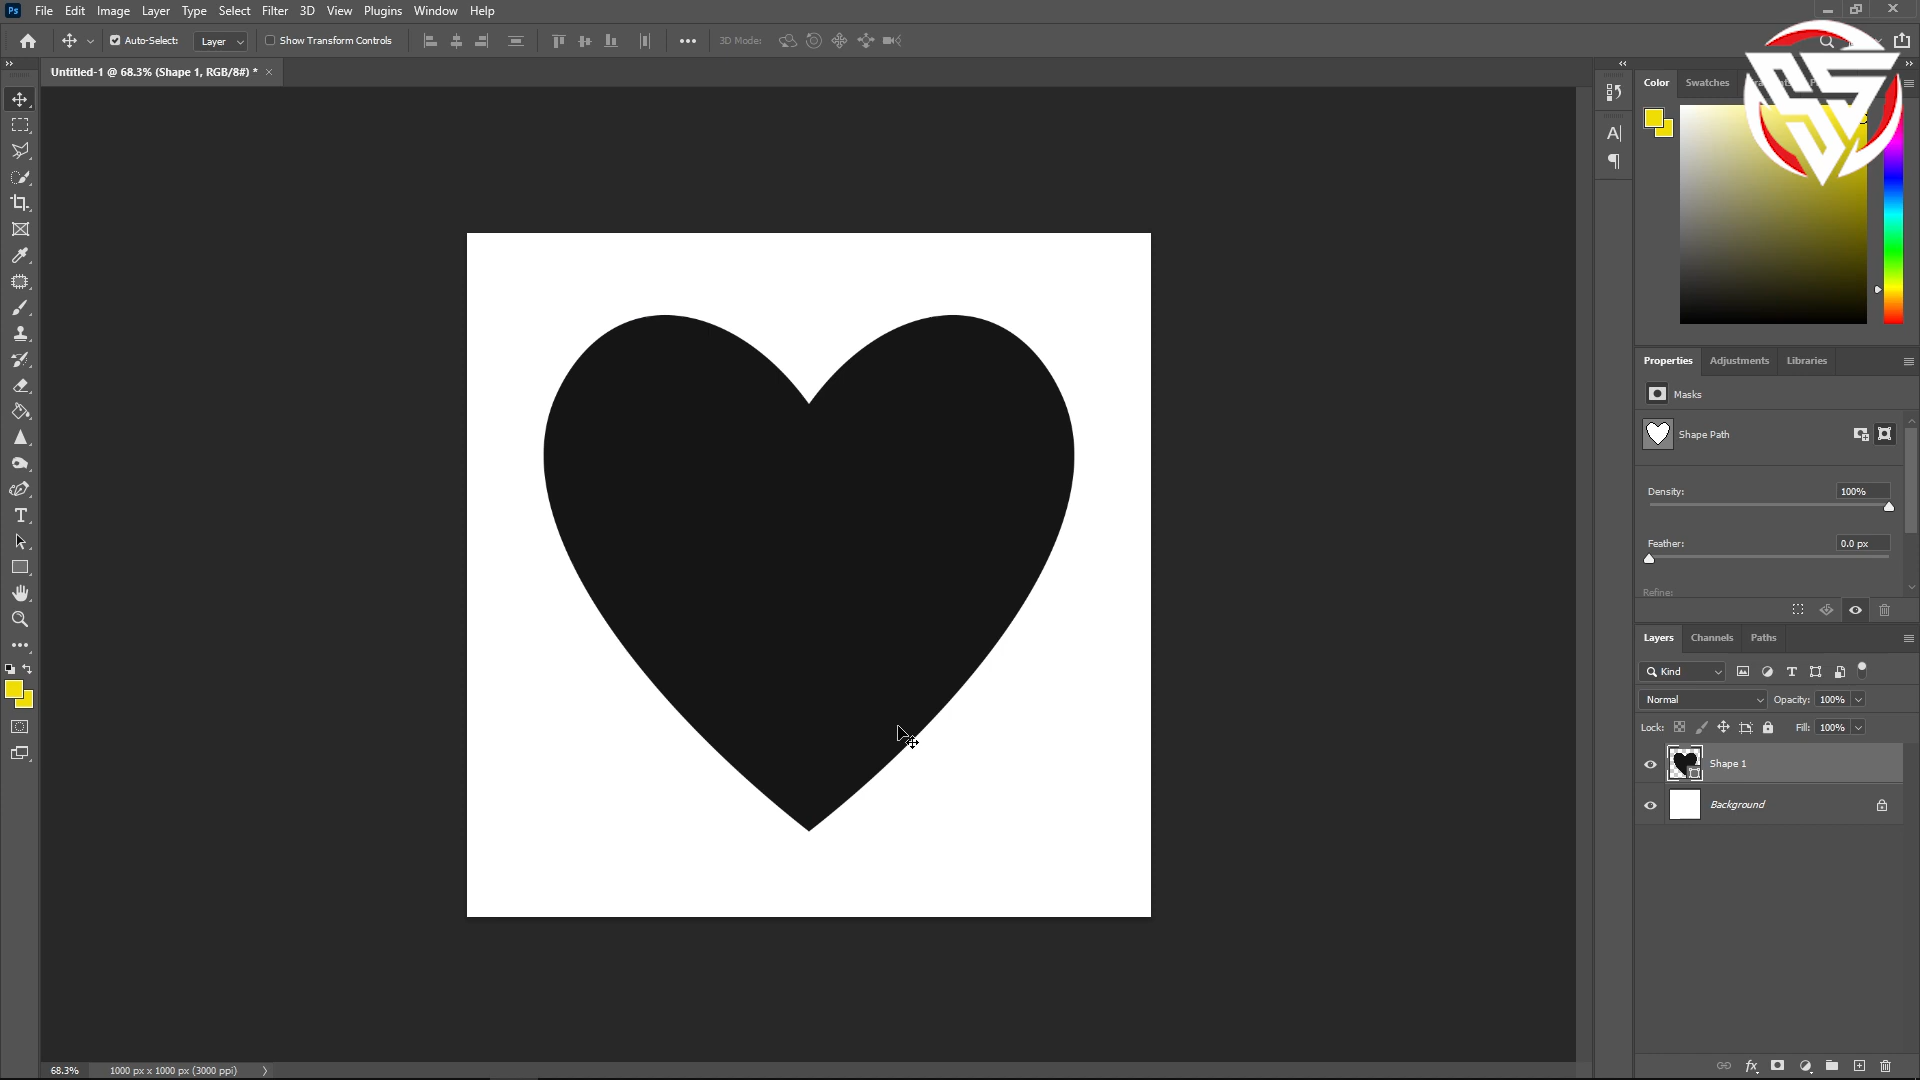 Ps File Edit Image Layer Type Select Filter 3D View Plugins Window Help
Auto-Select: Layer Show Transform Controls 3D Mode:
Untitled-1 @ 68.3% (Shape 1, RGB/8#) *
Color Swatches
Properties Adjustments Libraries
Masks
Shape Path
Density: 100%
Feather: 0.0 px
Refine:
Layers Channels Paths
Kind
Normal Opacity: 100%
Lock: Fill: 100%
Shape 1
Background
68.3% 1000 px x 1000 px (3000 ppi)